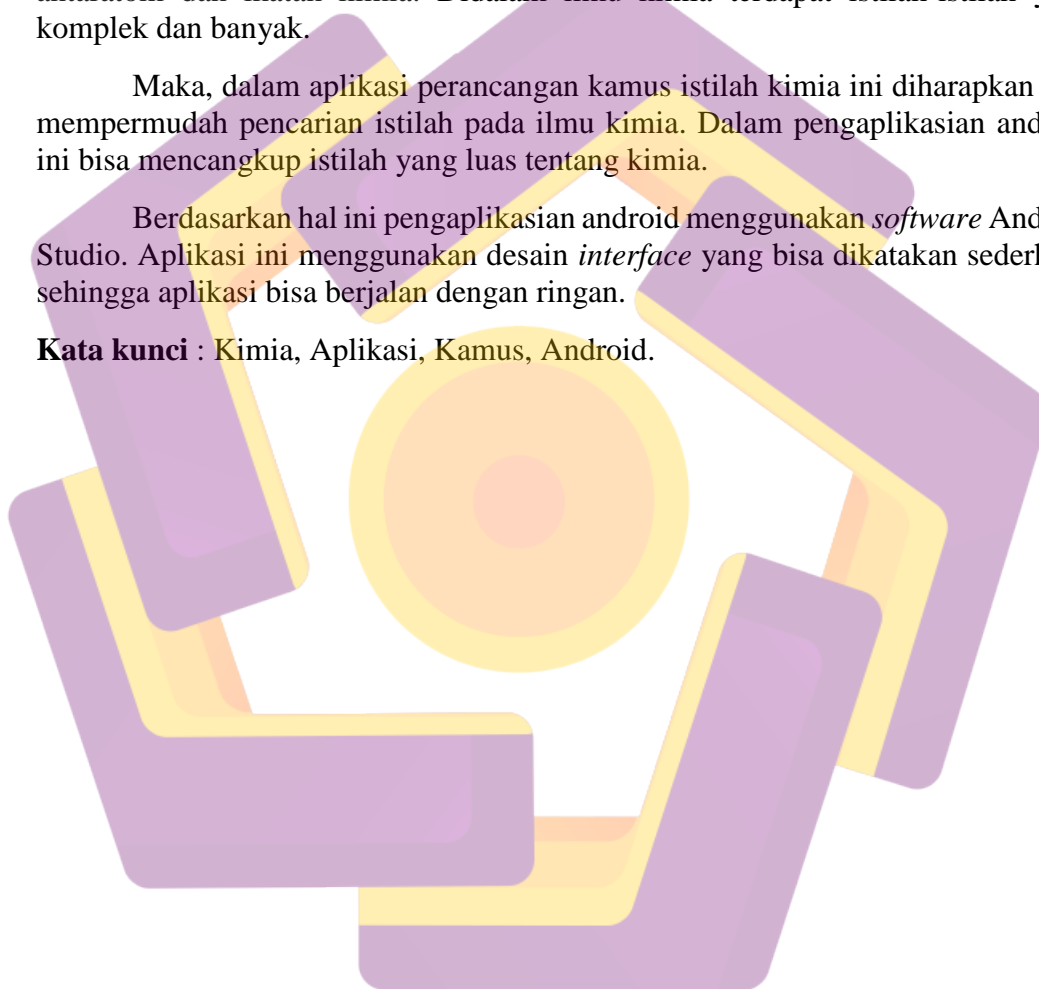 komplek dan banyak.
Maka, dalam aplikasi perancangan kamus istilah kimia ini diharapkan
mempermudah pencarian istilah pada ilmu kimia. Dalam pengaplikasian
ini bisa mencangkup istilah yang luas tentang kimia.
Berdasarkan hal ini pengaplikasian android menggunakan software
Studio. Aplikasi ini menggunakan desain interface yang bisa dikatakan
sehingga aplikasi bisa berjalan dengan ringan.
Kata kunci : Kimia, Aplikasi, Kamus, Android.